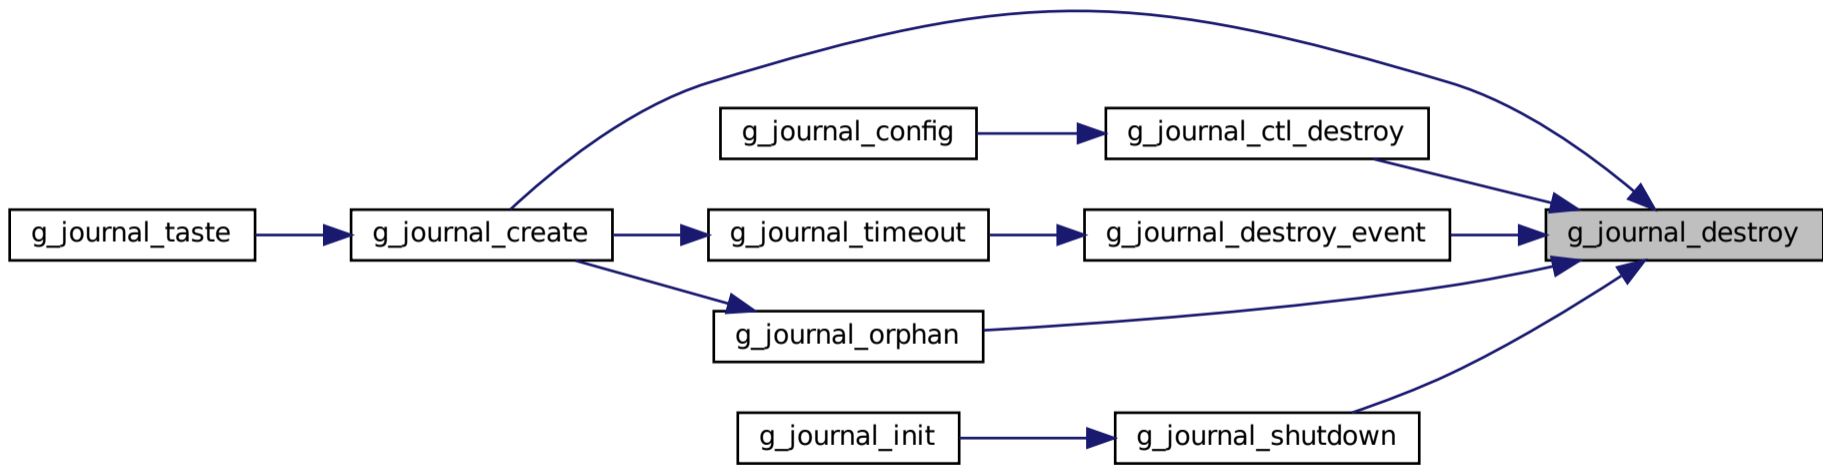 g_journal_config
g_journal_ctl_destroy
g_journal_taste
g_journal_create
g_journal_timeout
g_journal_destroy_event
g_journal_destroy
g_journal_orphan
g_journal_init
g_journal_shutdown